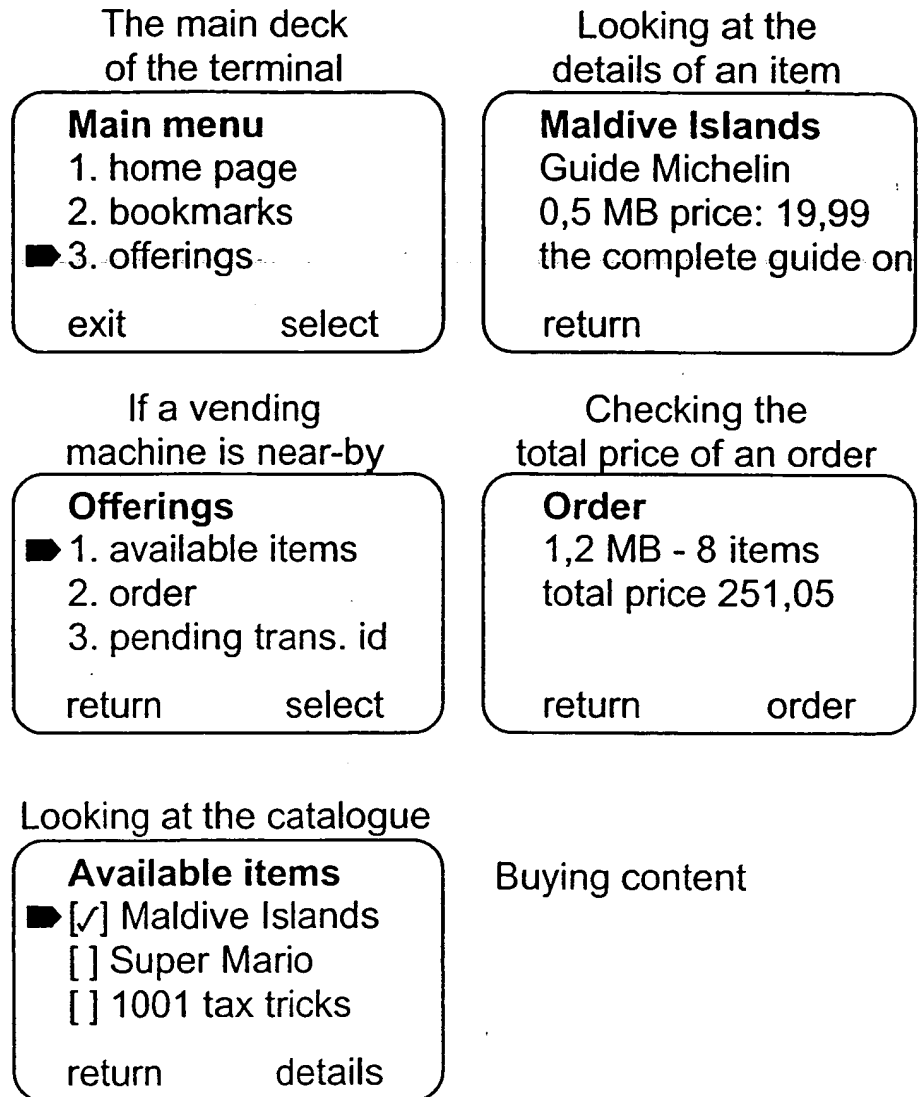 The main deck
of the terminal
Main menu
1. home page
2. bookmarks
3. offerings
exit select
If a vending
machine is near-by
Offerings
1. available items
2. order
3. pending trans. id
return select
Looking at the catalogue
Available items
[✓] Maldive Islands
[ ] Super Mario
[ ] 1001 tax tricks
return details
Looking at the
details of an item
Maldive Islands
Guide Michelin
0,5 MB price: 19,99
the complete guide on
return
Checking the
total price of an order
Order
1,2 MB - 8 items
total price 251,05
return order
Buying content